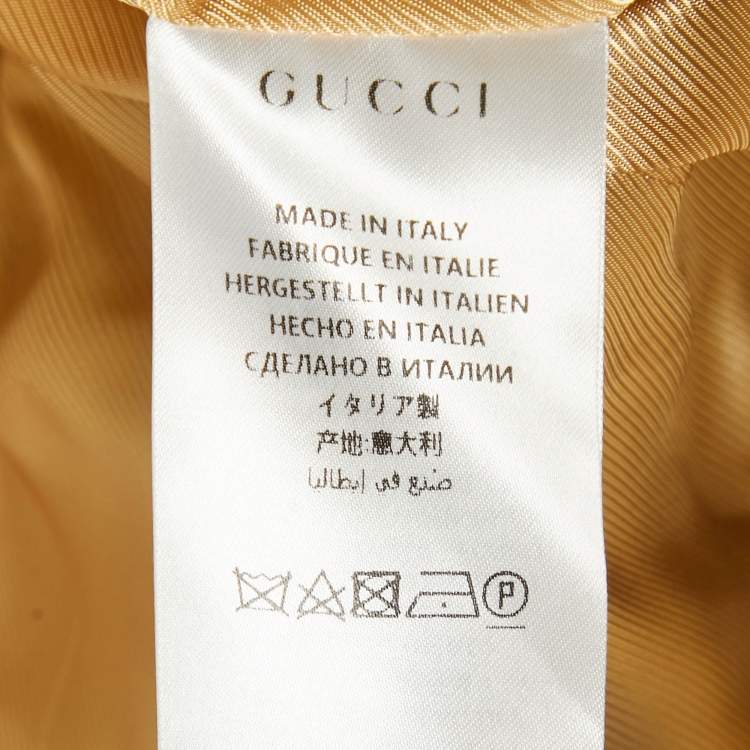 GUCCI
MADE IN ITALY
FABRIQUE EN ITALIE
HERGESTELLT IN ITALIEN
HECHO EN ITALIA
СДЕЛАНО В ИТАЛИИ
イタリア製
产地:意大利
صنع في إيطاليا
P